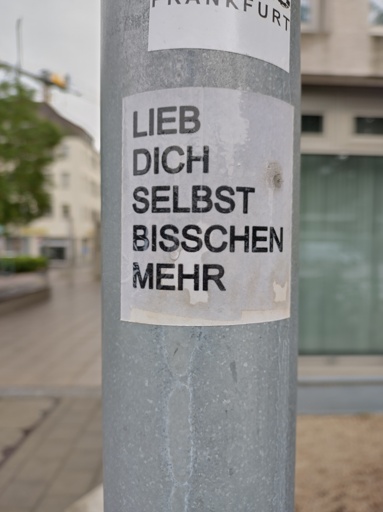 FRANKFURT
LIEB
DICH
SELBST
BISSCHEN
MEHR